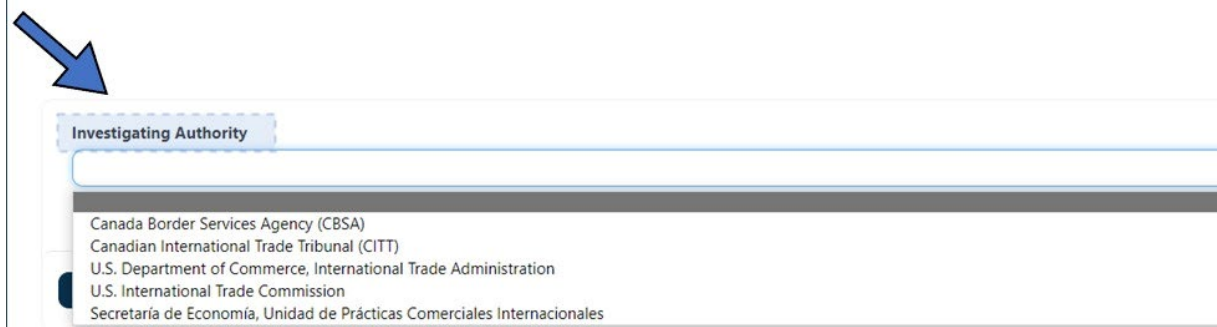 Investigating Authority
Canada Border Services Agency (CBSA)
Canadian International Trade Tribunal (CITT)
U.S. Department of Commerce, International Trade Administration
U.S. International Trade Commission
Secretaría de Economía, Unidad de Prácticas Comerciales Internacionales